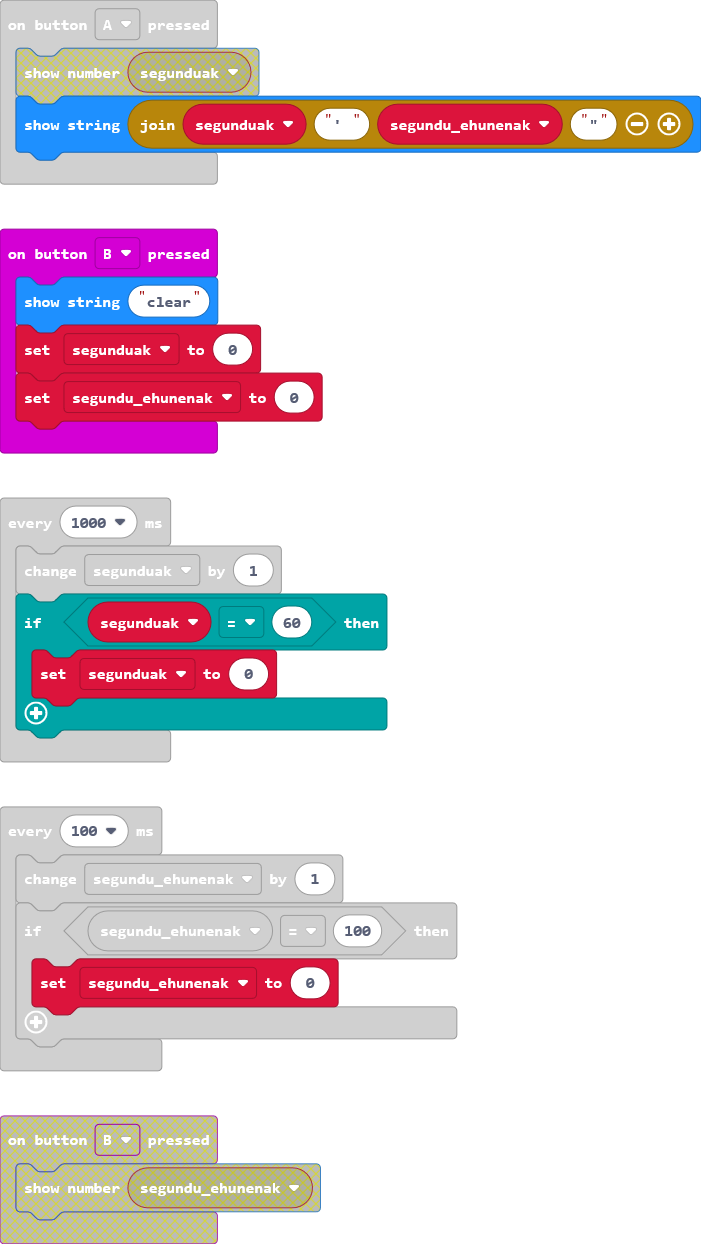 on button A pressed
show number segunduak
show string join segunduak "' " segundu_ehunenak """
on button B pressed
show string "clear"
set segunduak to 0
set segundu_ehunenak to 0
every 1000 ms
change segunduak by 1
if segunduak = 60 then
set segunduak to 0
every 100 ms
change segundu_ehunenak by 1
if segundu_ehunenak = 100 then
set segundu_ehunenak to 0
on button B pressed
show number segundu_ehunenak